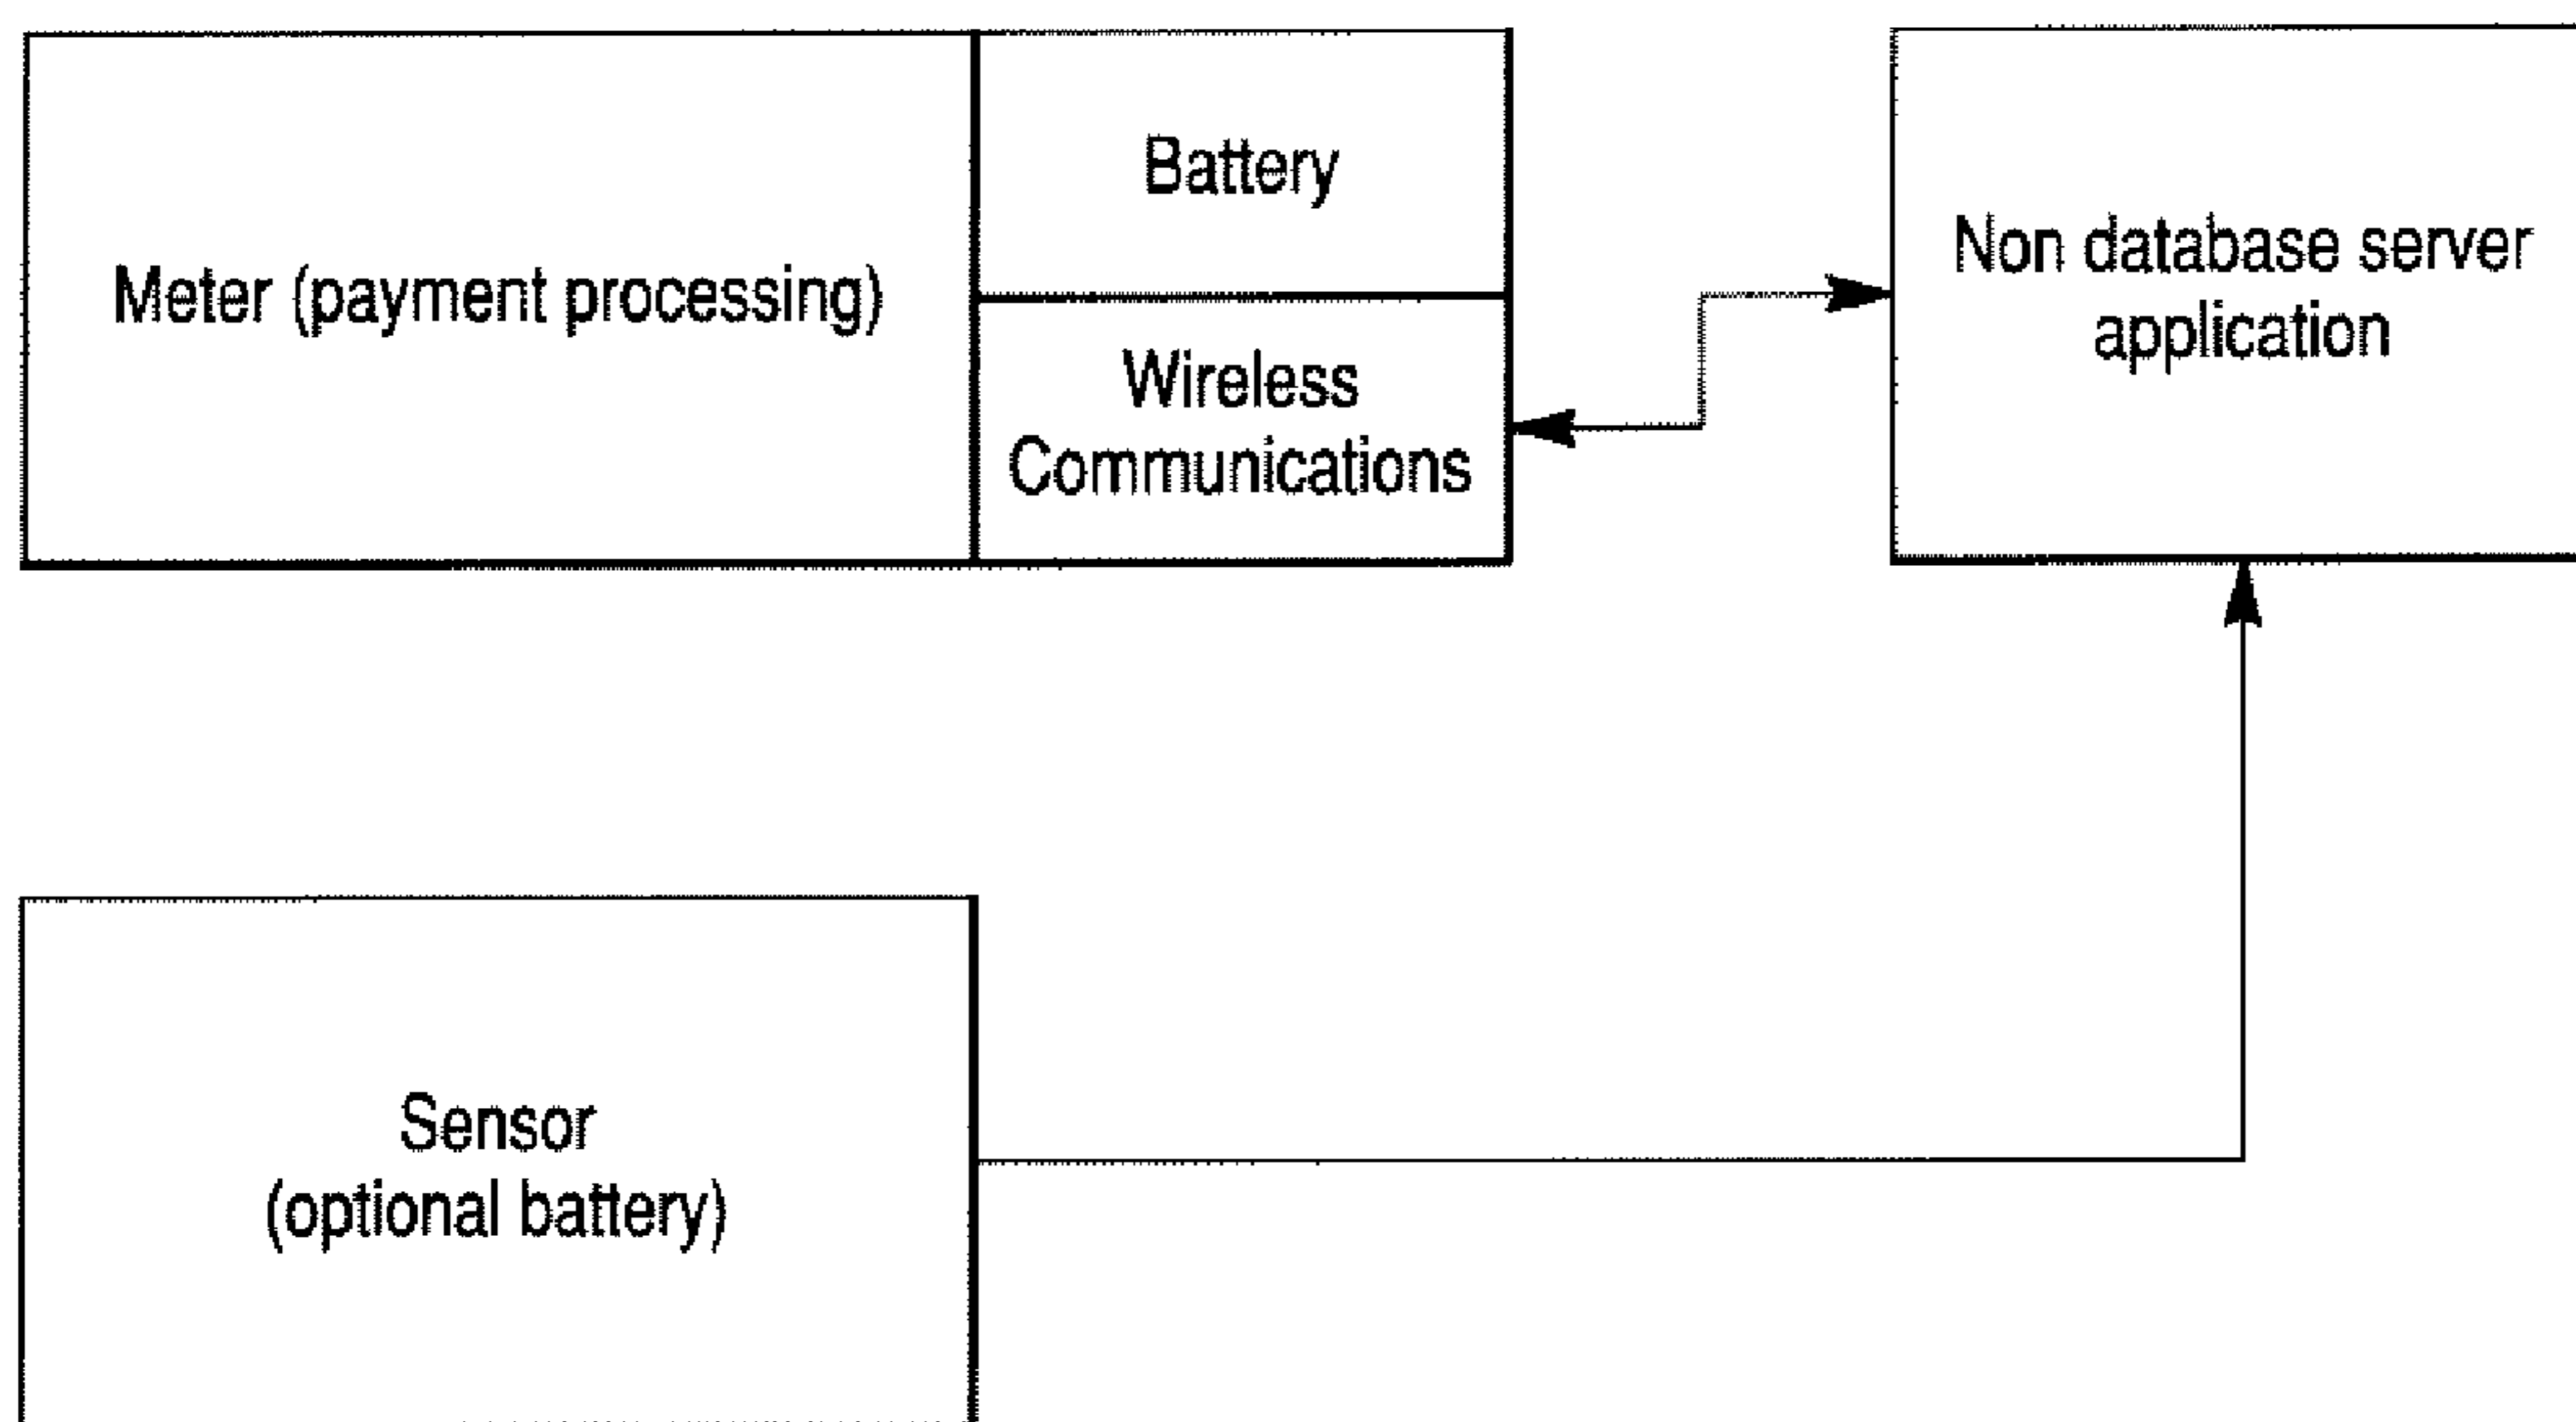 Meter (payment processing)
Battery
Wireless
Communications
Non database server
application
Sensor
(optional battery)